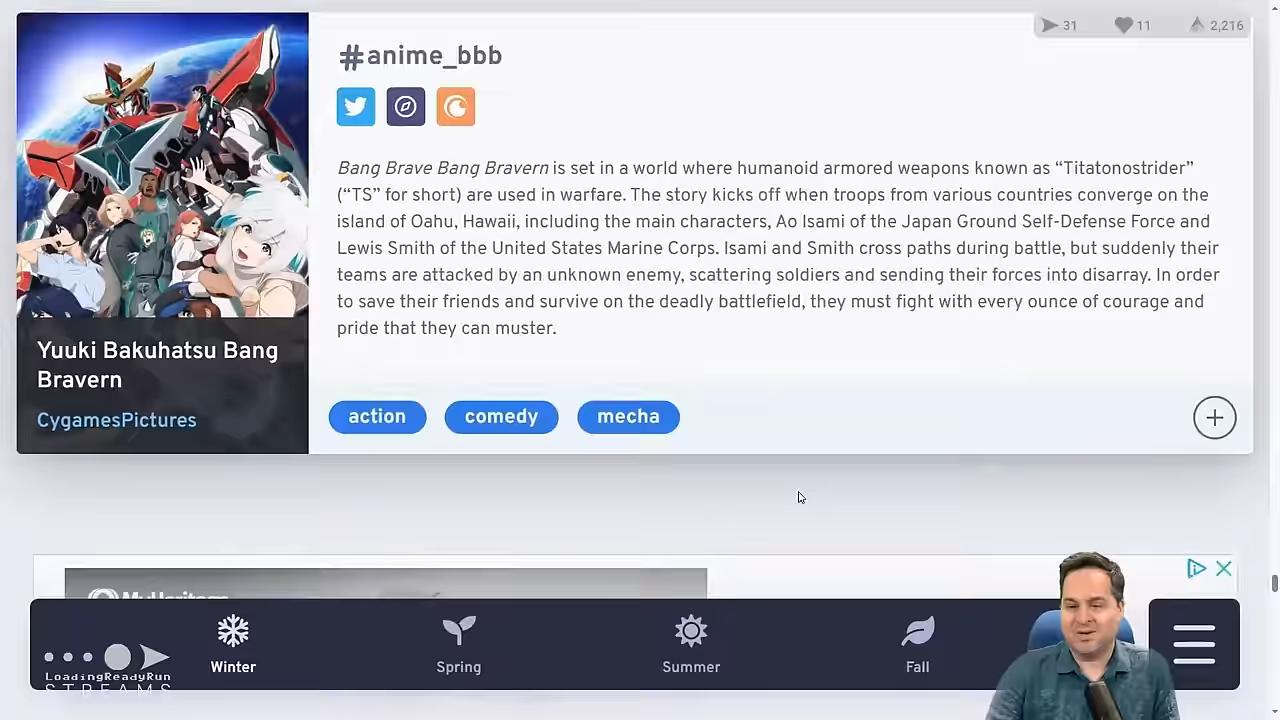 31 11 2,216
#anime_bbb
Bang Brave Bang Bravern is set in a world where humanoid armored weapons known as “Titatonostrider”
(“TS” for short) are used in warfare. The story kicks off when troops from various countries converge on the
island of Oahu, Hawaii, including the main characters, Ao Isami of the Japan Ground Self-Defense Force and
Lewis Smith of the United States Marine Corps. Isami and Smith cross paths during battle, but suddenly their
teams are attacked by an unknown enemy, scattering soldiers and sending their forces into disarray. In order
to save their friends and survive on the deadly battlefield, they must fight with every ounce of courage and
pride that they can muster.
Yuuki Bakuhatsu Bang
Bravern
CygamesPictures
action comedy mecha
MyHeritage
Winter Spring Summer Fall
LoadingReadyRun
STREAMS